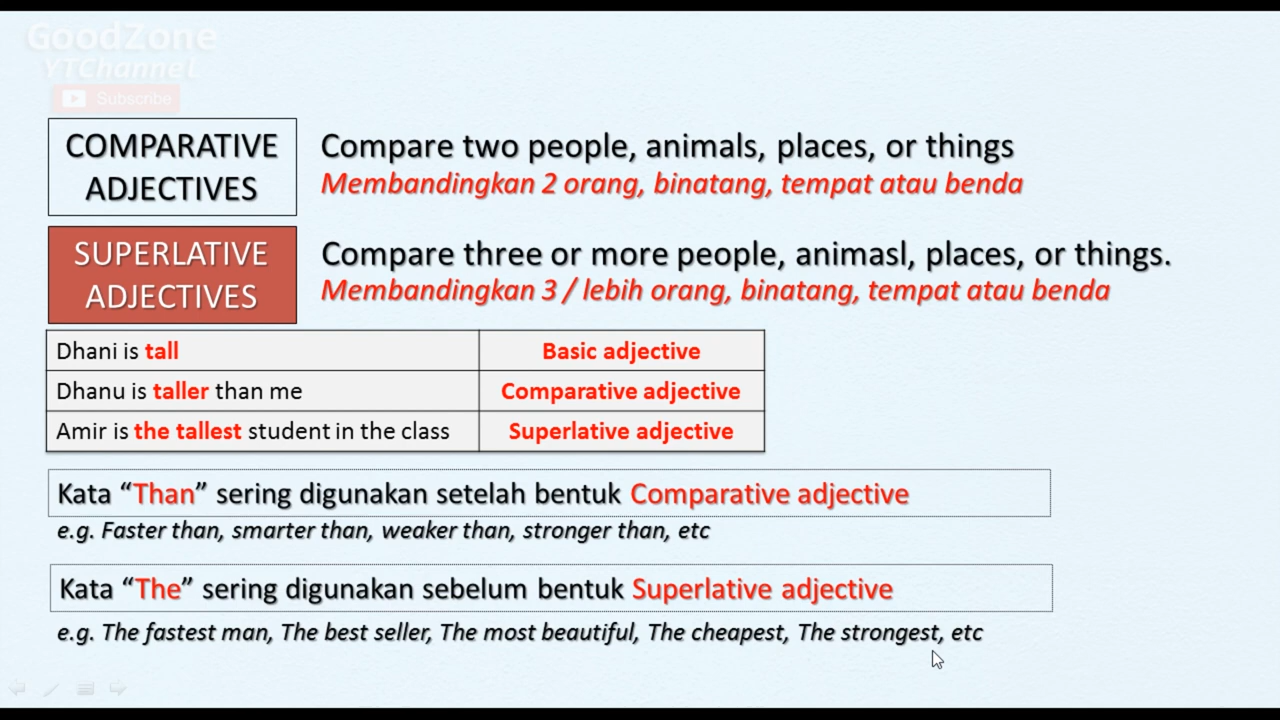 GoodZone
YTChannel
Subscribe
COMPARATIVE
ADJECTIVES
Compare two people, animals, places, or things
Membandingkan 2 orang, binatang, tempat atau benda
SUPERLATIVE
ADJECTIVES
Compare three or more people, animasl, places, or things.
Membandingkan 3 / lebih orang, binatang, tempat atau benda
Dhani is tall
Basic adjective
Dhanu is taller than me
Comparative adjective
Amir is the tallest student in the class
Superlative adjective
Kata “Than” sering digunakan setelah bentuk Comparative adjective
e.g. Faster than, smarter than, weaker than, stronger than, etc
Kata “The” sering digunakan sebelum bentuk Superlative adjective
e.g. The fastest man, The best seller, The most beautiful, The cheapest, The strongest, etc